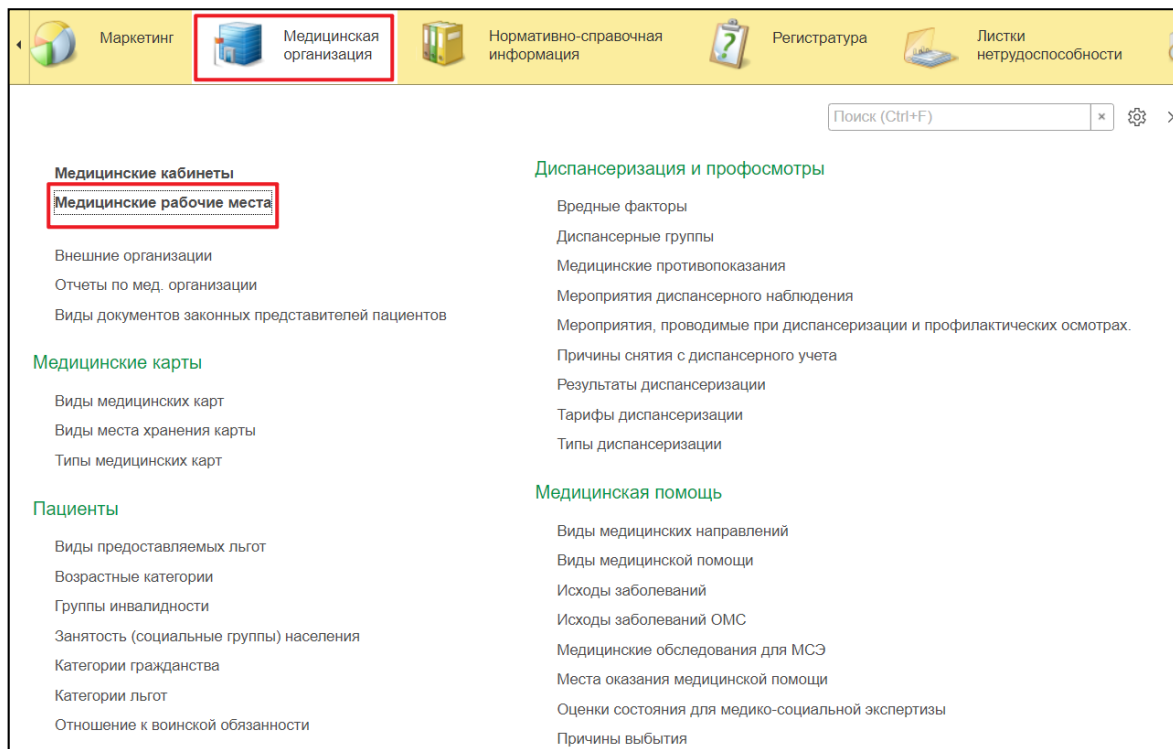 Маркетинг
Медицинская
организация
Нормативно-справочная
информация
Регистратура
Листки
нетрудоспособности
Поиск (Ctrl+F)
Медицинские кабинеты
Медицинские рабочие места
Внешние организации
Отчеты по мед. организации
Виды документов законных представителей пациентов
Медицинские карты
Виды медицинских карт
Виды места хранения карты
Типы медицинских карт
Пациенты
Виды предоставляемых льгот
Возрастные категории
Группы инвалидности
Занятость (социальные группы) населения
Категории гражданства
Категории льгот
Отношение к воинской обязанности
Диспансеризация и профосмотры
Вредные факторы
Диспансерные группы
Медицинские противопоказания
Мероприятия диспансерного наблюдения
Мероприятия, проводимые при диспансеризации и профилактических осмотрах.
Причины снятия с диспансерного учета
Результаты диспансеризации
Тарифы диспансеризации
Типы диспансеризации
Медицинская помощь
Виды медицинских направлений
Виды медицинской помощи
Исходы заболеваний
Исходы заболеваний ОМС
Медицинские обследования для МСЭ
Места оказания медицинской помощи
Оценки состояния для медико-социальной экспертизы
Причины выбытия